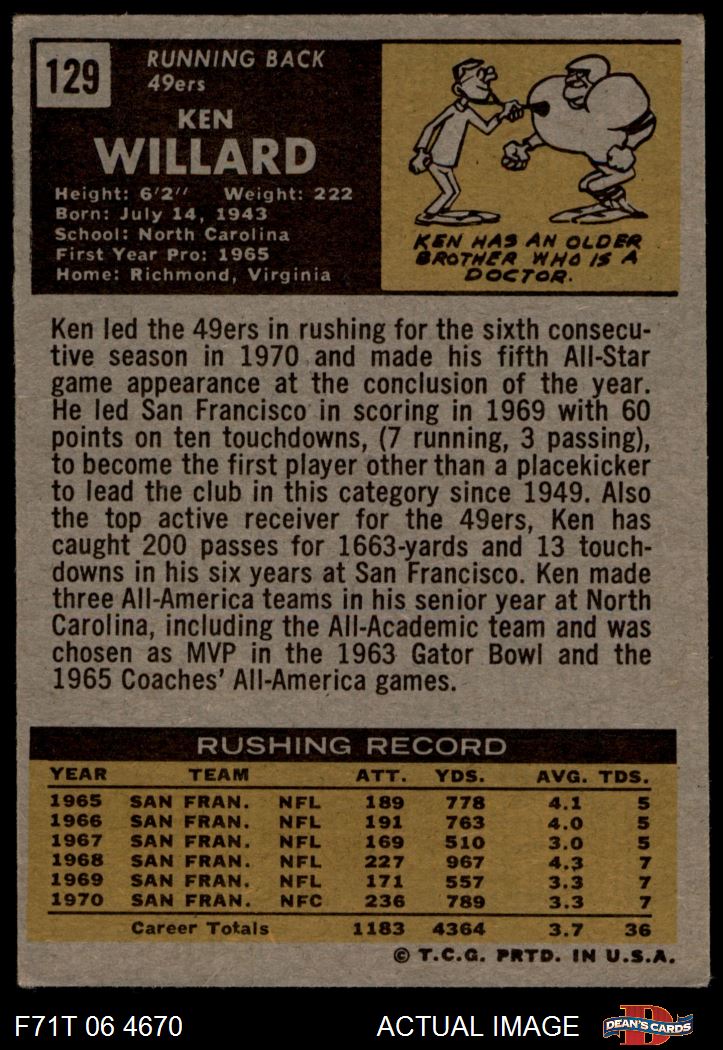 129
RUNNING BACK
49ers
KEN
WILLARD
Height: 6'2" Weight: 222
Born: July 14, 1943
School: North Carolina
First Year Pro: 1965
Home: Richmond, Virginia
KEN HAS AN OLDER
BROTHER WHO IS A
DOCTOR.
Ken led the 49ers in rushing for the sixth consecu-
tive season in 1970 and made his fifth All-Star
game appearance at the conclusion of the year.
He led San Francisco in scoring in 1969 with 60
points on ten touchdowns, (7 running, 3 passing),
to become the first player other than a placekicker
to lead the club in this category since 1949. Also
the top active receiver for the 49ers, Ken has
caught 200 passes for 1663-yards and 13 touch-
downs in his six years at San Francisco. Ken made
three All-America teams in his senior year at North
Carolina, including the All-Academic team and was
chosen as MVP in the 1963 Gator Bowl and the
1965 Coaches' All-America games.
RUSHING RECORD
YEAR TEAM ATT. YDS. AVG. TDS.
1965 SAN FRAN. NFL 189 778 4.1 5
1966 SAN FRAN. NFL 191 763 4.0 5
1967 SAN FRAN. NFL 169 510 3.0 5
1968 SAN FRAN. NFL 227 967 4.3 7
1969 SAN FRAN. NFL 171 557 3.3 7
1970 SAN FRAN. NFC 236 789 3.3 7
Career Totals 1183 4364 3.7 36
© T.C.G. PRTD. IN U.S.A.
F71T 06 4670 ACTUAL IMAGE D DEAN'S CARDS